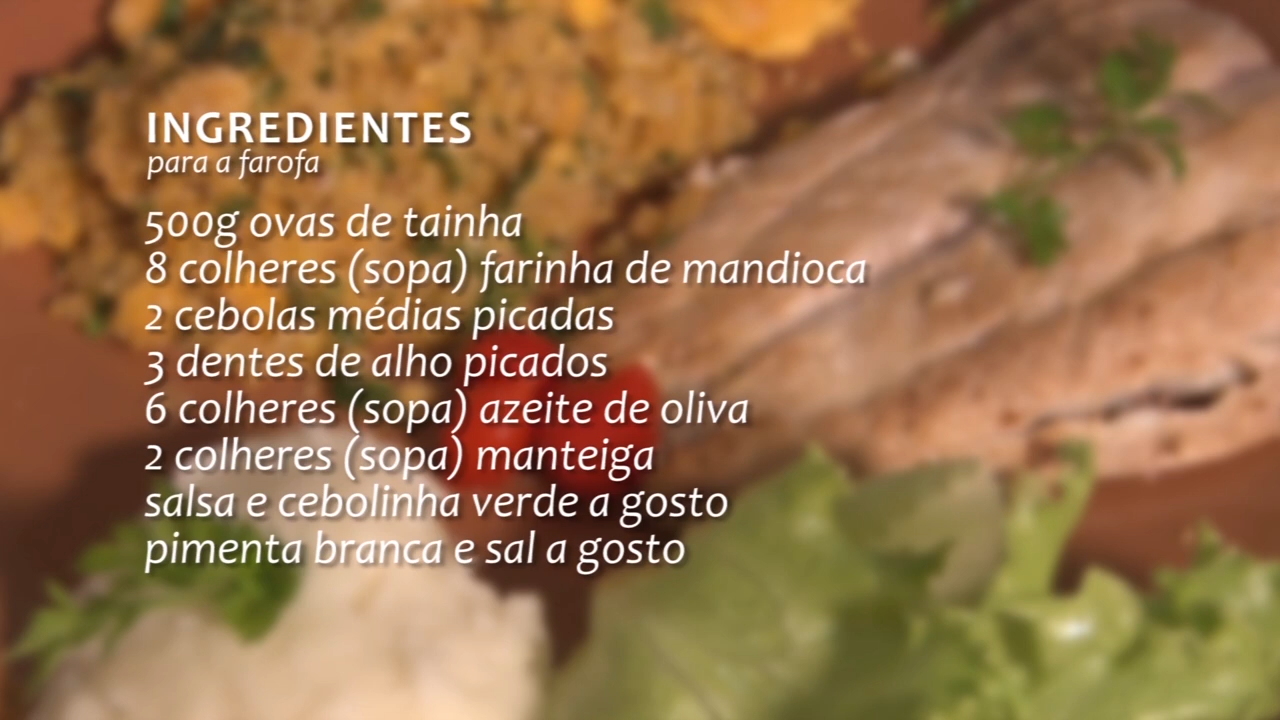 INGREDIENTES
para a farofa
500g ovas de tainha
8 colheres (sopa) farinha de mandioca
2 cebolas médias picadas
3 dentes de alho picados
6 colheres (sopa) azeite de oliva
2 colheres (sopa) manteiga
salsa e cebolinha verde a gosto
pimenta branca e sal a gosto